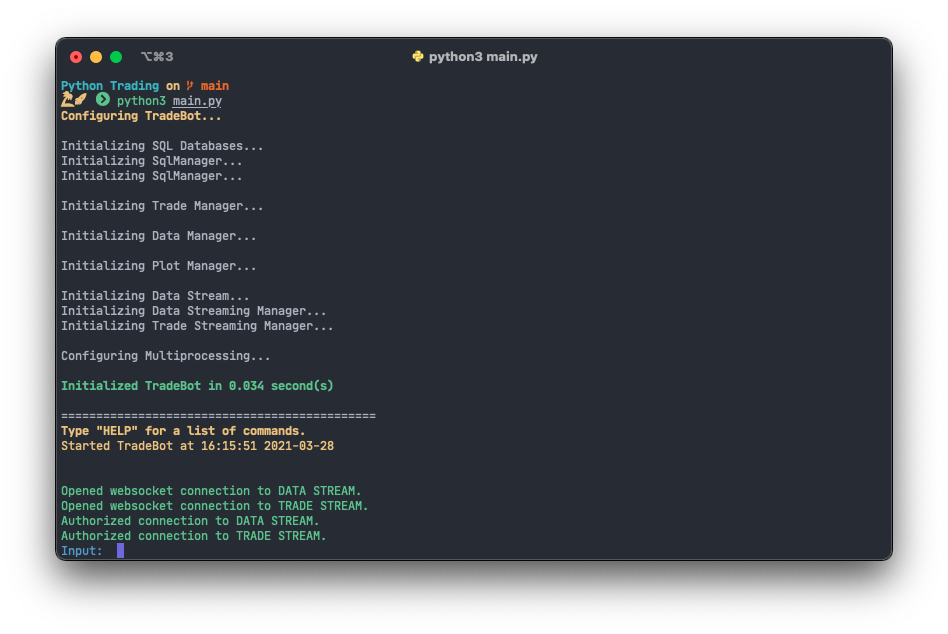 ⌥⌘3 python3 main.py
Python Trading on main
python3 main.py
Configuring TradeBot...
Initializing SQL Databases...
Initializing SqlManager...
Initializing SqlManager...
Initializing Trade Manager...
Initializing Data Manager...
Initializing Plot Manager...
Initializing Data Stream...
Initializing Data Streaming Manager...
Initializing Trade Streaming Manager...
Configuring Multiprocessing...
Initialized TradeBot in 0.034 second(s)
=============================================
Type "HELP" for a list of commands.
Started TradeBot at 16:15:51 2021-03-28
Opened websocket connection to DATA STREAM.
Opened websocket connection to TRADE STREAM.
Authorized connection to DATA STREAM.
Authorized connection to TRADE STREAM.
Input: